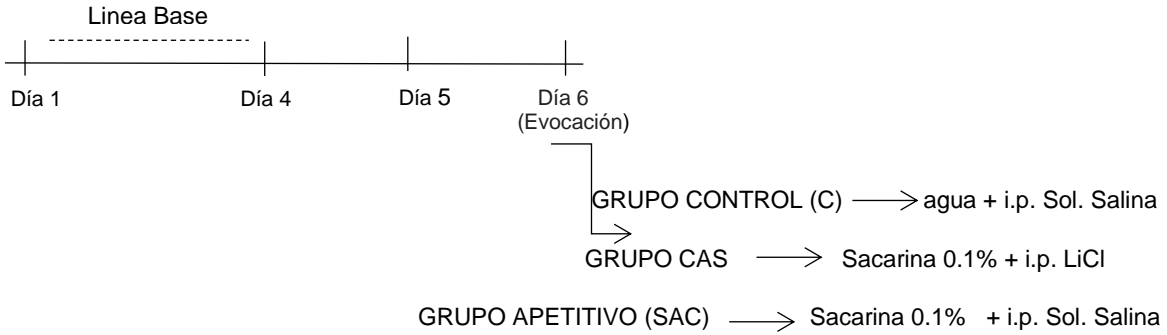 Linea Base
Día 1
Día 4
Día 5
Día 6
(Evocación)
GRUPO CONTROL (C) agua + i.p. Sol. Salina
GRUPO CAS Sacarina 0.1% + i.p. LiCl
GRUPO APETITIVO (SAC) Sacarina 0.1% + i.p. Sol. Salina